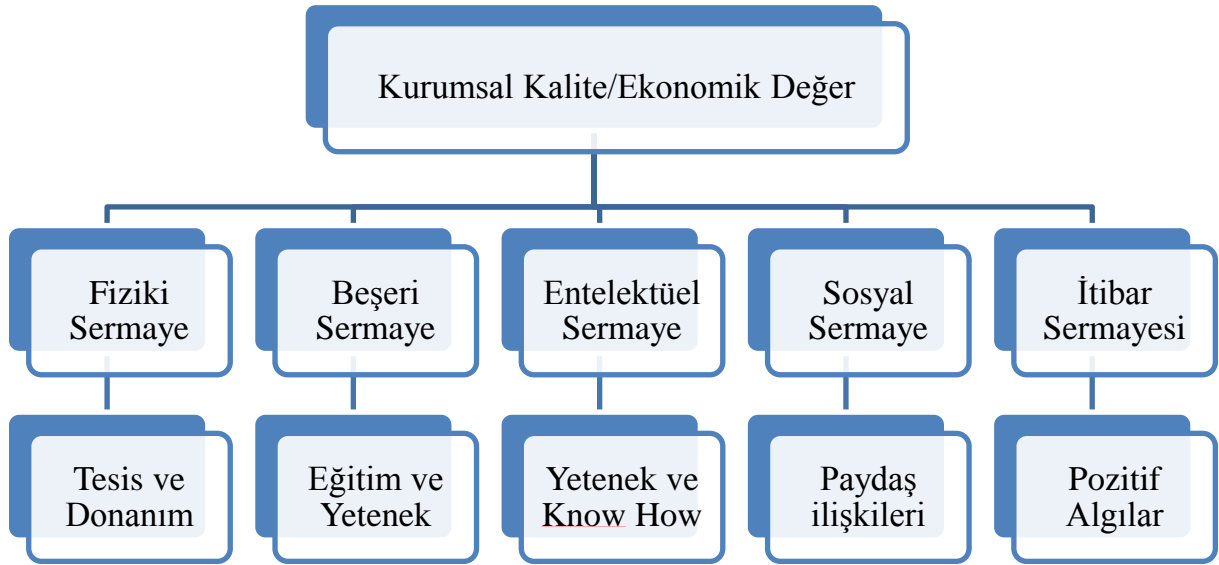 Kurumsal Kalite/Ekonomik Değer
Fiziki
Sermaye
Beşeri
Sermaye
Entelektüel
Sermaye
Sosyal
Sermaye
İtibar
Sermayesi
Tesis ve
Donanım
Eğitim ve
Yetenek
Yetenek ve
Know How
Paydaş
ilişkileri
Pozitif
Algılar